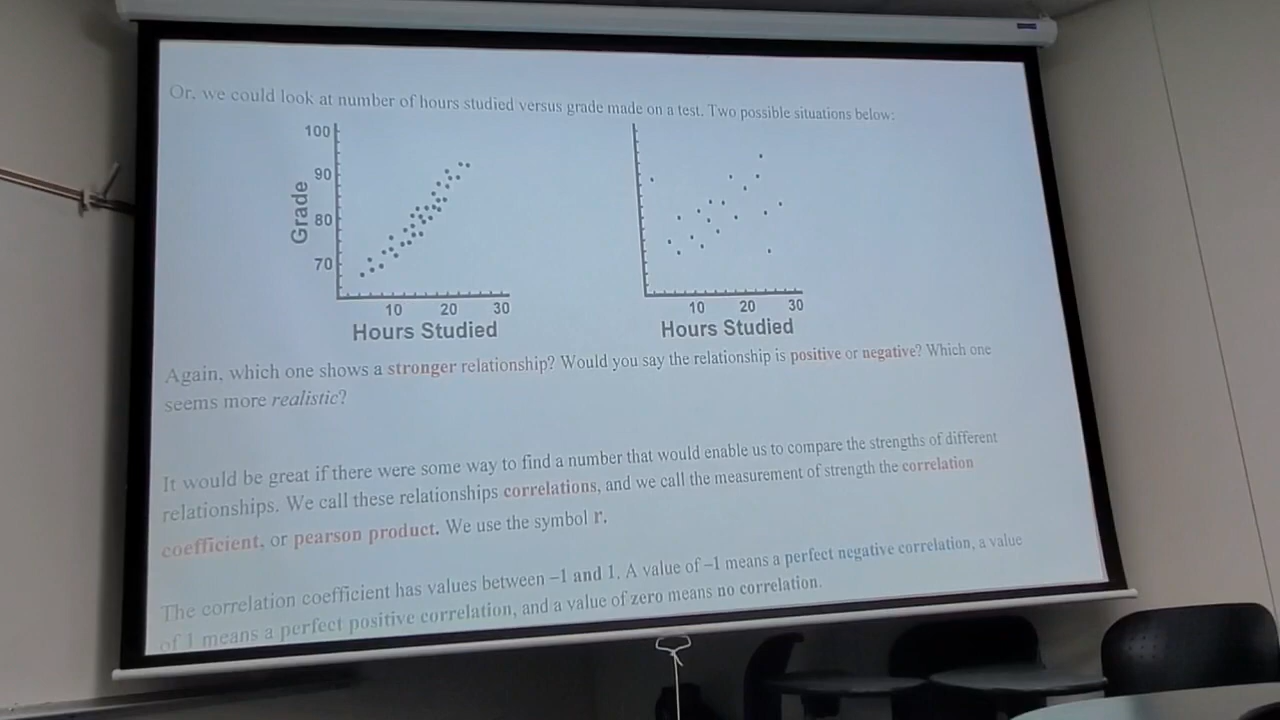 Or, we could look at number of hours studied versus grade made on a test. Two possible situations below:
100
90
80
70
Grade
10 20 30
Hours Studied
10 20 30
Hours Studied
Again, which one shows a stronger relationship? Would you say the relationship is positive or negative? Which one
seems more realistic?
It would be great if there were some way to find a number that would enable us to compare the strengths of different
relationships. We call these relationships correlations, and we call the measurement of strength the correlation
coefficient, or pearson product. We use the symbol r.
The correlation coefficient has values between –1 and 1. A value of –1 means a perfect negative correlation, a value
of 1 means a perfect positive correlation, and a value of zero means no correlation.